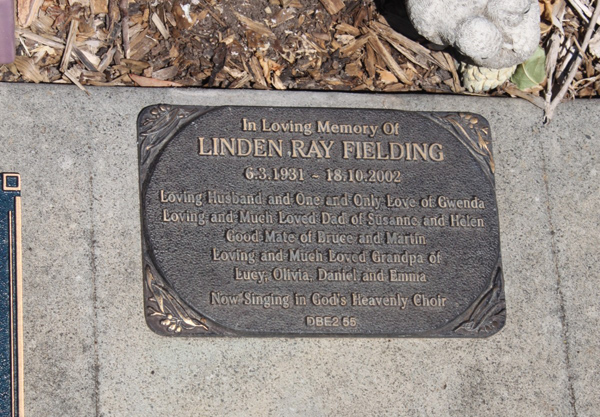 In Loving Memory Of
LINDEN RAY FIELDING
6.3.1931 ~ 18.10.2002
Loving Husband and One and Only Love of Gwenda
Loving and Much Loved Dad of Susanne and Helen
Good Mate of Bruce and Martin
Loving and Much Loved Grandpa of
Lucy, Olivia, Daniel and Emma
Now Singing in God's Heavenly Choir
DBE2 55